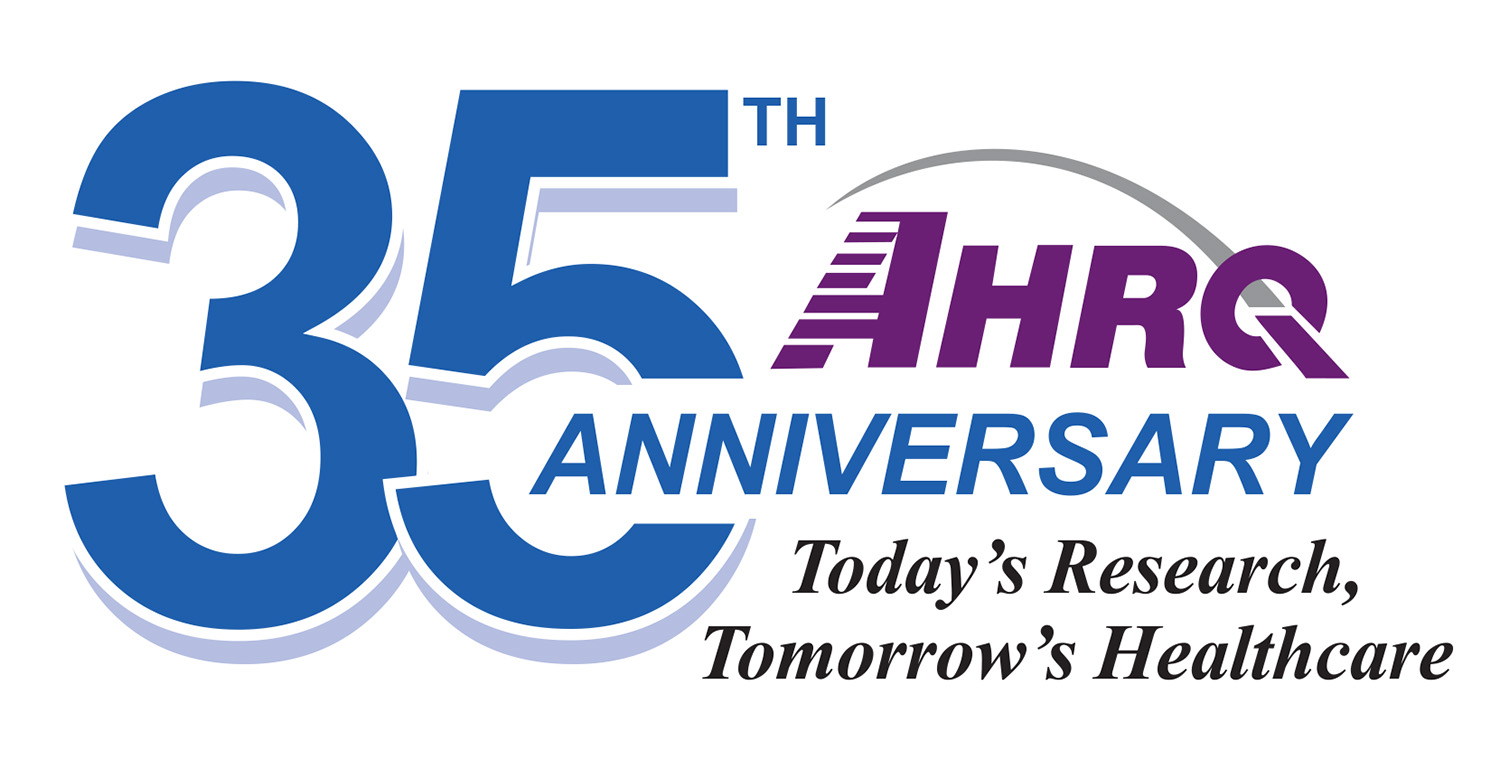 35TH
AHRQ
ANNIVERSARY
Today’s Research,
Tomorrow’s Healthcare